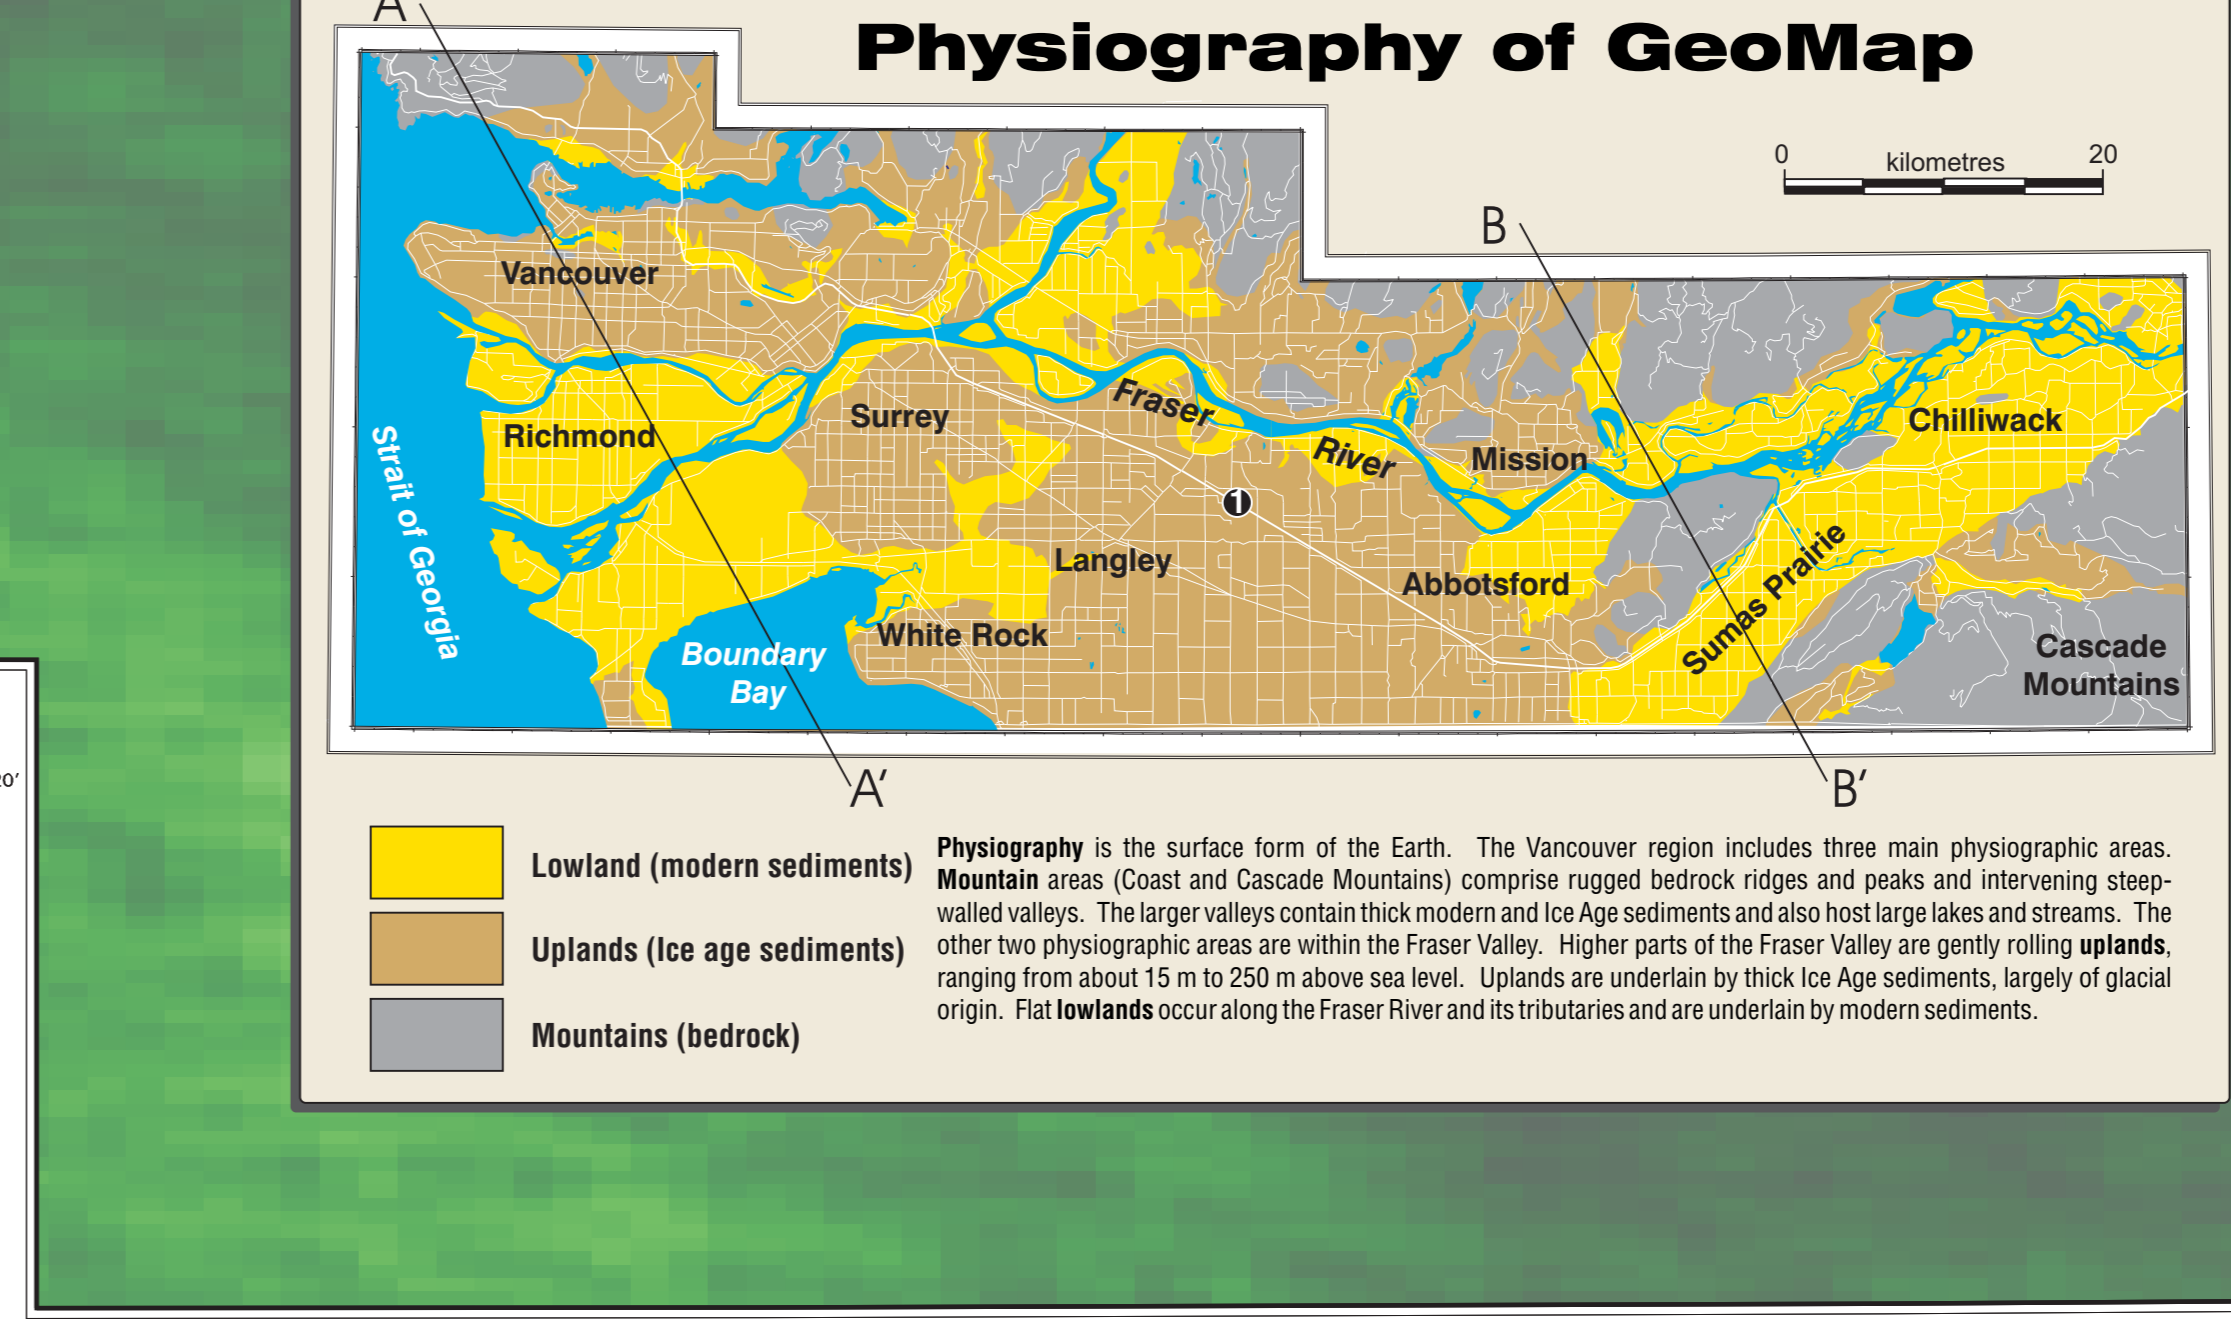 A
Physiography of GeoMap
0 kilometres 20
B
Vancouver
Fraser
River
Surrey
Richmond
Chilliwack
Mission
Strait of Georgia
1
Langley
Abbotsford
Sumas Prairie
White Rock
Boundary
Bay
Cascade
Mountains
20′
A′
B′
Lowland (modern sediments)
Uplands (Ice age sediments)
Mountains (bedrock)
Physiography is the surface form of the Earth. The Vancouver region includes three main physiographic areas.
Mountain areas (Coast and Cascade Mountains) comprise rugged bedrock ridges and peaks and intervening steep-
walled valleys. The larger valleys contain thick modern and Ice Age sediments and also host large lakes and streams. The
other two physiographic areas are within the Fraser Valley. Higher parts of the Fraser Valley are gently rolling uplands,
ranging from about 15 m to 250 m above sea level. Uplands are underlain by thick Ice Age sediments, largely of glacial
origin. Flat lowlands occur along the Fraser River and its tributaries and are underlain by modern sediments.